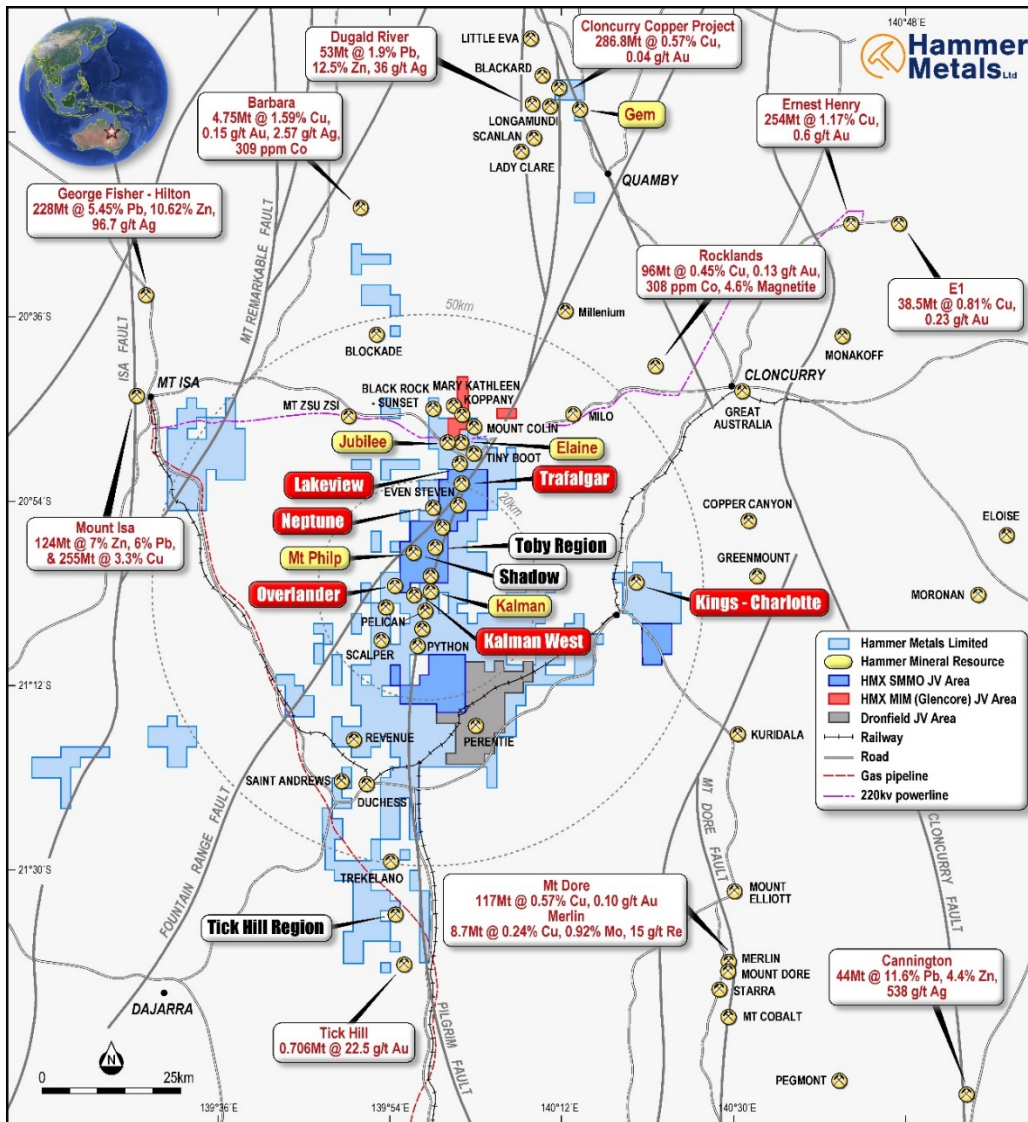 140°48'E
Hammer
Metals Ltd
LITTLE EVA
Cloncurry Copper Project
286.8Mt @ 0.57% Cu,
0.04 g/t Au
Dugald River
53Mt @ 1.9% Pb,
12.5% Zn, 36 g/t Ag
BLACKARD
Ernest Henry
254Mt @ 1.17% Cu,
0.6 g/t Au
Barbara
4.75Mt @ 1.59% Cu,
0.15 g/t Au, 2.57 g/t Ag,
309 ppm Co
LONGAMUNDI
Gem
SCANLAN
LADY CLARE
QUAMBY
George Fisher - Hilton
228Mt @ 5.45% Pb, 10.62% Zn,
96.7 g/t Ag
MT REMARKABLE FAULT
Rocklands
96Mt @ 0.45% Cu, 0.13 g/t Au,
308 ppm Co, 4.6% Magnetite
E1
38.5Mt @ 0.81% Cu,
0.23 g/t Au
50km
Millenium
20°36'S
ISA FAULT
BLOCKADE
MONAKOFF
MT ISA
CLONCURRY
BLACK ROCK
- SUNSET
MARY KATHLEEN
KOPPANY
MT ZSU ZSI
MILO
GREAT
AUSTRALIA
MOUNT COLIN
Jubilee
Elaine
TINY BOOT
Lakeview
Trafalgar
EVEN STEVEN
20km
20°54'S
Neptune
COPPER CANYON
ELOISE
Mount Isa
124Mt @ 7% Zn, 6% Pb,
& 255Mt @ 3.3% Cu
Toby Region
Mt Philp
Shadow
GREENMOUNT
Overlander
Kalman
Kings - Charlotte
MORONAN
PELICAN
Kalman West
SCALPER
PYTHON
Hammer Metals Limited
Hammer Mineral Resource
HMX SMMO JV Area
HMX MIM (Glencore) JV Area
Dronfield JV Area
Railway
Road
Gas pipeline
220kv powerline
21°12'S
REVENUE
PERENTIE
KURIDALA
SAINT ANDREWS
DUCHESS
MT DORE FAULT
CLONCURRY FAULT
FOUNTAIN RANGE FAULT
21°30'S
TREKELANO
Mt Dore
117Mt @ 0.57% Cu, 0.10 g/t Au
Merlin
8.7Mt @ 0.24% Cu, 0.92% Mo, 15 g/t Re
MOUNT
ELLIOTT
Tick Hill Region
MERLIN
MOUNT DORE
STARRA
MT COBALT
Cannington
44Mt @ 11.6% Pb, 4.4% Zn,
538 g/t Ag
DAJARRA
PILGRIM FAULT
Tick Hill
0.706Mt @ 22.5 g/t Au
N
0 25km
PEGMONT
139°36'E
139°54'E
140°12'E
140°30'E